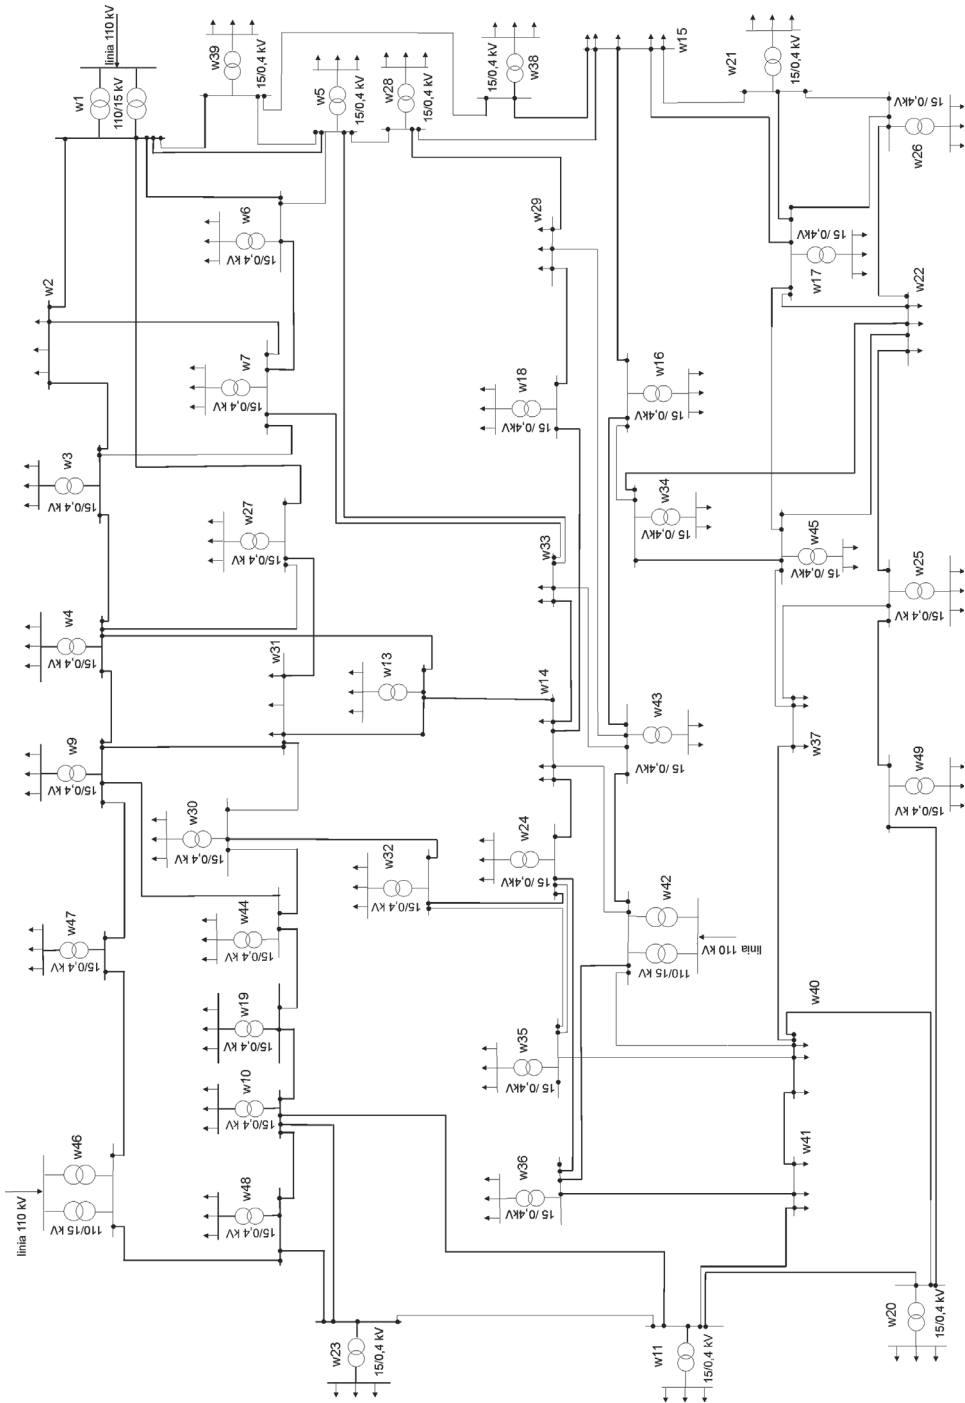 linia 110 kV
w1
110/15 kV
w39
15/0,4 kV
w5
15/0,4 kV
w28
15/0,4 kV
w38
15/0,4 kV
w15
w21
15/0,4 kV
w26
15 /0,4kV
w2
w6
15/0,4 kV
w29
w17
15 /0,4kV
w22
w7
15/0,4 kV
w18
15 /0,4kV
w16
15 /0,4kV
w3
15/0,4 kV
w27
15/0,4 kV
w33
w34
15 /0,4kV
w45
15 /0,4kV
w25
15/0,4 kV
w4
15/0,4 kV
w31
w13
15/0,4 kV
w14
w43
15 /0,4kV
w37
w9
15/0,4 kV
w30
15/0,4 kV
w32
15/0,4 kV
w24
15 /0,4kV
w42
110/15 kV
linia 110 kV
w49
15/0,4 kV
w47
15/0,4 kV
w44
15/0,4 kV
w19
15/0,4 kV
w10
15/0,4 kV
w35
15 /0,4kV
w40
w46
110/15 kV
linia 110 kV
w48
15/0,4 kV
w36
15 /0,4kV
w41
w23
15/0,4 kV
w11
15/0,4 kV
w20
15/0,4 kV